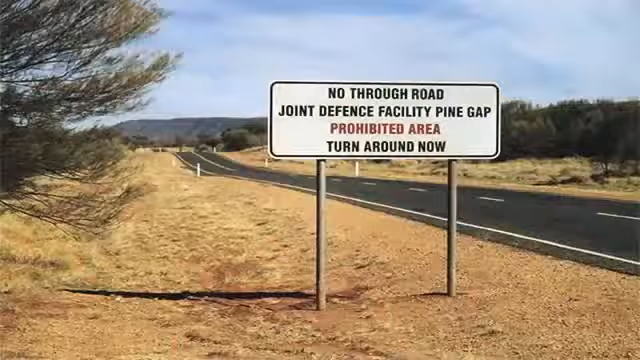 NO THROUGH ROAD
JOINT DEFENCE FACILITY PINE GAP
PROHIBITED AREA
TURN AROUND NOW